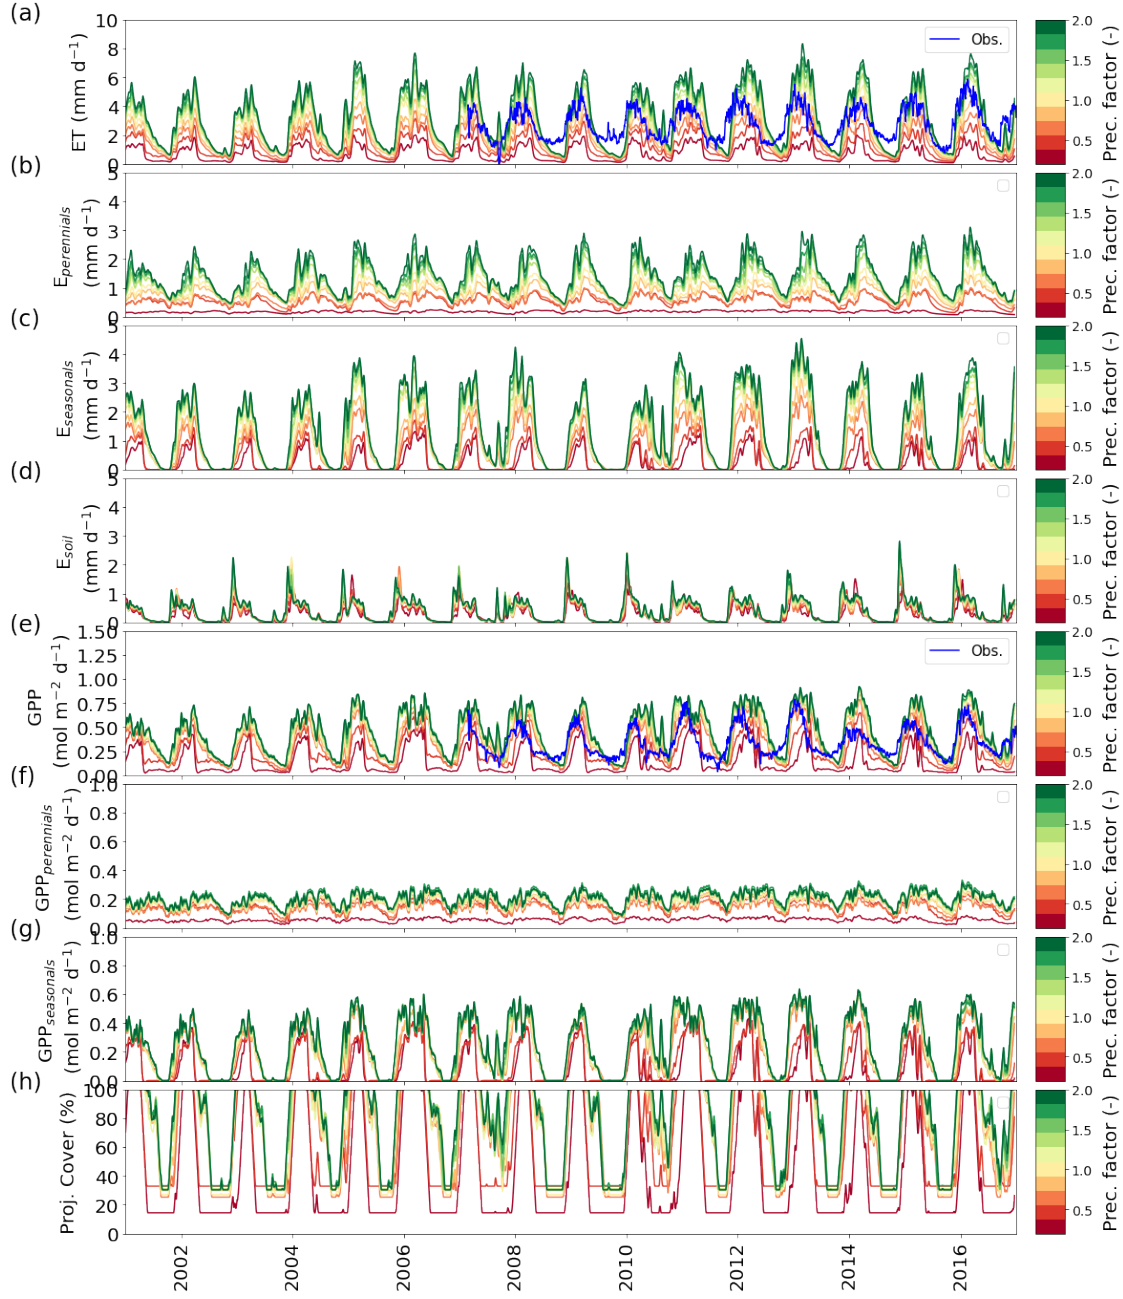 (a)
ET (mm d⁻¹)
10
8
6
4
2
0
Obs.
2.0
1.5
1.0
0.5
Prec. factor (-)
(b)
E_perennials
(mm d⁻¹)
5
4
3
2
1
0
2.0
1.5
1.0
0.5
Prec. factor (-)
(c)
E_seasonals
(mm d⁻¹)
5
4
3
2
1
0
2.0
1.5
1.0
0.5
Prec. factor (-)
(d)
E_soil
(mm d⁻¹)
5
4
3
2
1
0
2.0
1.5
1.0
0.5
Prec. factor (-)
(e)
GPP
(mol m⁻² d⁻¹)
1.50
1.25
1.00
0.75
0.50
0.25
0.00
Obs.
2.0
1.5
1.0
0.5
Prec. factor (-)
(f)
GPP_perennials
(mol m⁻² d⁻¹)
1.0
0.8
0.6
0.4
0.2
0.0
2.0
1.5
1.0
0.5
Prec. factor (-)
(g)
GPP_seasonals
(mol m⁻² d⁻¹)
1.0
0.8
0.6
0.4
0.2
0.0
2.0
1.5
1.0
0.5
Prec. factor (-)
(h)
Proj. Cover (%)
100
80
60
40
20
0
2.0
1.5
1.0
0.5
Prec. factor (-)
2002
2004
2006
2008
2010
2012
2014
2016